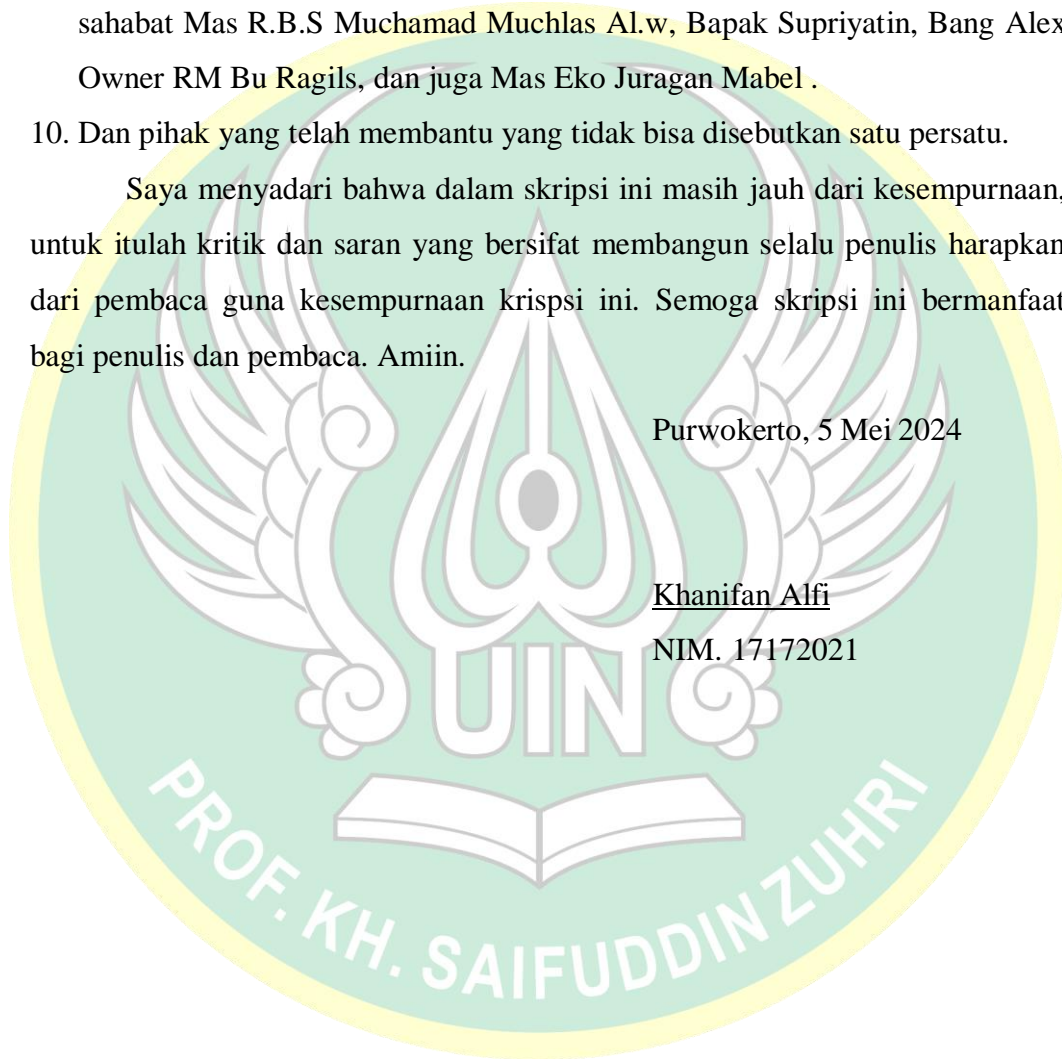 sahabat Mas R.B.S Muchamad Muchlas Al.w, Bapak Supriyatin, Bang Alex
Owner RM Bu Ragils, dan juga Mas Eko Juragan Mabel .
10. Dan pihak yang telah membantu yang tidak bisa disebutkan satu persatu.
Saya menyadari bahwa dalam skripsi ini masih jauh dari kesempurnaan,
untuk itulah kritik dan saran yang bersifat membangun selalu penulis harapkan
dari pembaca guna kesempurnaan krispsi ini. Semoga skripsi ini bermanfaat
bagi penulis dan pembaca. Amiin.
Purwokerto, 5 Mei 2024
Khanifan Alfi
NIM. 17172021
UIN
PROF. KH. SAIFUDDIN ZUHRI